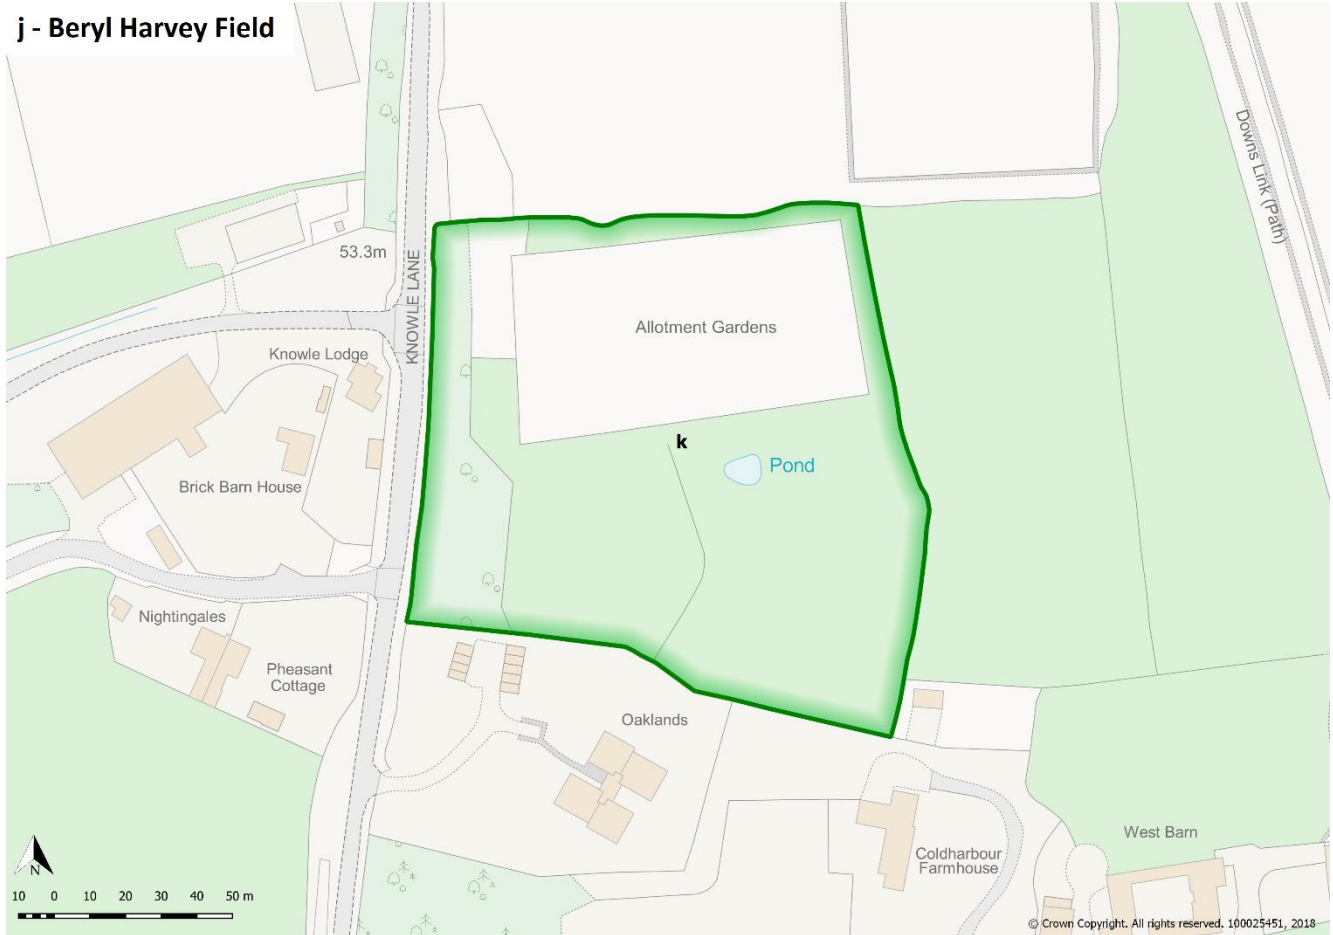 j - Beryl Harvey Field
Downs Link (Path)
53.3m
KNOWLE LANE
Allotment Gardens
Knowle Lodge
k
Pond
Brick Barn House
Nightingales
Pheasant
Cottage
Oaklands
West Barn
Coldharbour
Farmhouse
N
10 0 10 20 30 40 50 m
© Crown Copyright. All rights reserved. 100025451, 2018